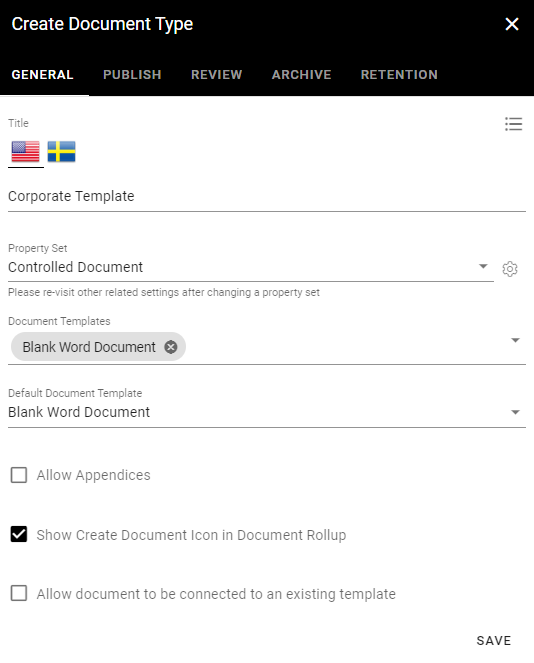 Create Document Type
GENERAL PUBLISH REVIEW ARCHIVE RETENTION
Title
Corporate Template
Property Set
Controlled Document
Please re-visit other related settings after changing a property set
Document Templates
Blank Word Document
Default Document Template
Blank Word Document
Allow Appendices
Show Create Document Icon in Document Rollup
Allow document to be connected to an existing template
SAVE